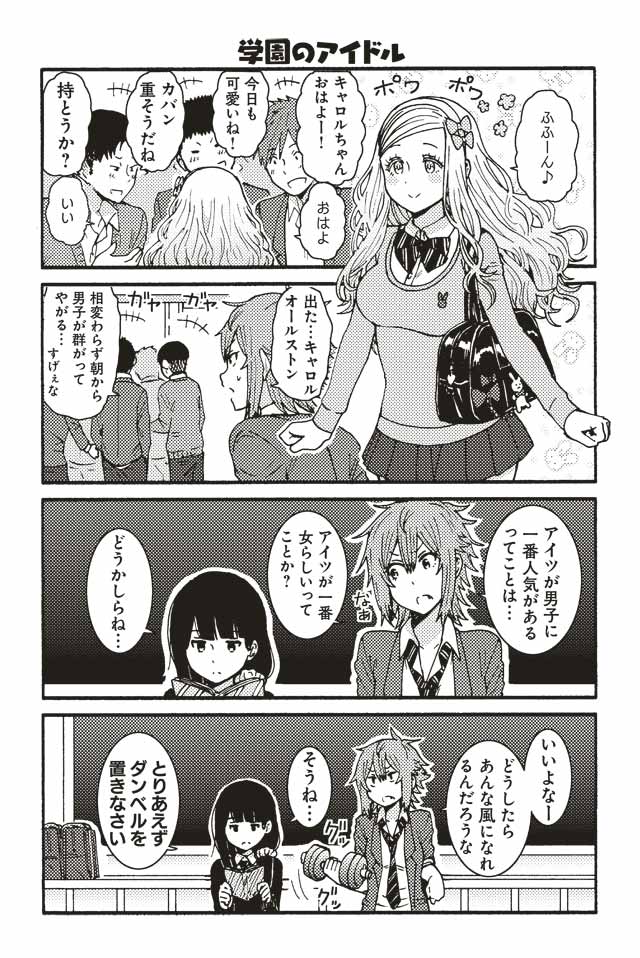 学園のアイドル
ふふーん♪
ポワ
ポワ
キャロルちゃん
おはよー!
今日も
可愛いね!
おはよ
カバン
重そうだね
持とうか?
いい
出た…キャロル
オールストン
ガヤ
ガヤ
相変わらず朝から
男子が群がって
やがる…
すげぇな
アイツが男子に
一番人気がある
ってことは…
アイツが一番
女らしいって
ことか?
なぁ
どうかしらね…
いいよなー
どうしたら
あんな風になれ
るんだろうな
そうね…
グッ
グッ
とりあえず
ダンベルを
置きなさい